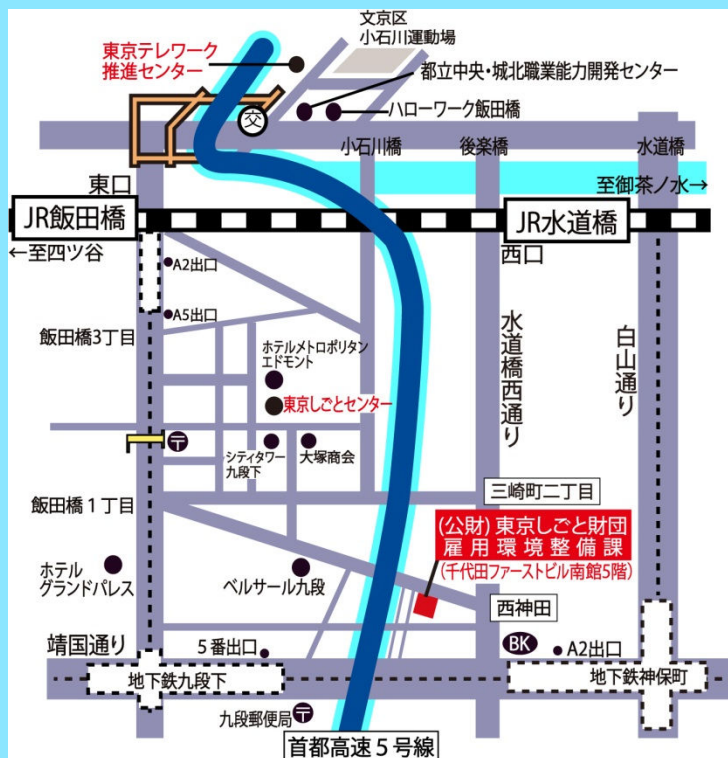 文京区
小石川運動場
東京テレワーク
推進センター
都立中央・城北職業能力開発センター
ハローワーク飯田橋
交
小石川橋
後楽橋
水道橋
東口
至御茶ノ水→
JR飯田橋
JR水道橋
←至四ツ谷
西口
A2出口
A5出口
飯田橋3丁目
ホテルメトロポリタン
エドモント
水道橋西通り
白山通り
東京しごとセンター
〒
シティタワー
九段下
大塚商会
飯田橋1丁目
三崎町二丁目
(公財)東京しごと財団
雇用環境整備課
(千代田ファーストビル南館5階)
ホテル
グランドパレス
ベルサール九段
西神田
靖国通り
5番出口
BK
A2出口
地下鉄九段下
地下鉄神保町
九段郵便局
〒
首都高速5号線